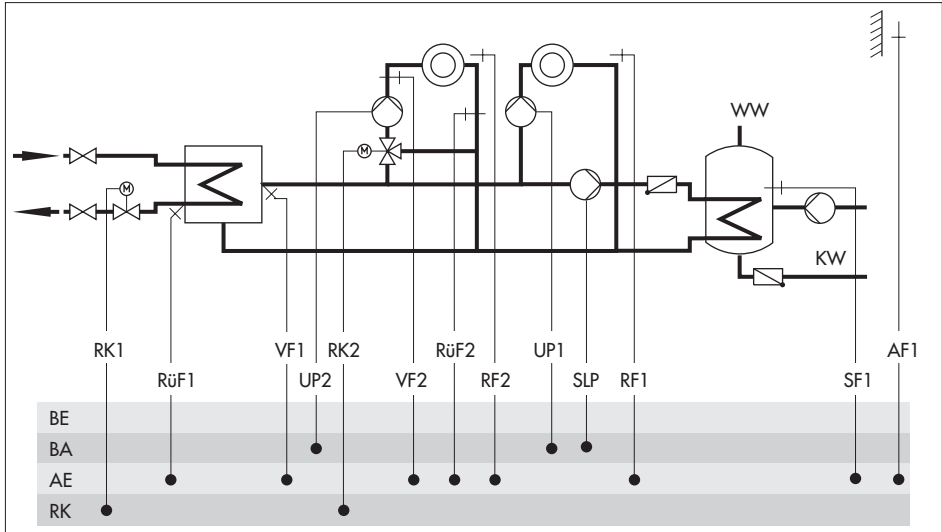 WW
M
M
KW
RK1 VF1 RK2 RüF2 UP1 AF1
RüF1 UP2 VF2 RF2 SLP RF1 SF1
BE
BA
AE
RK